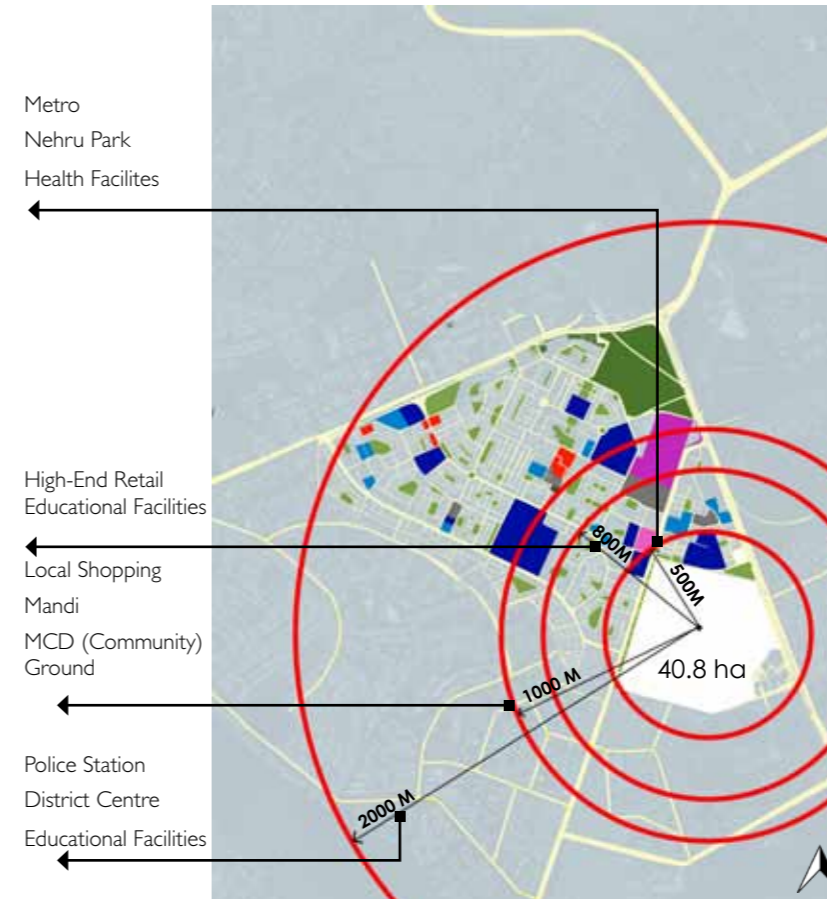 Metro
Nehru Park
Health Facilites
High-End Retail
Educational Facilities
Local Shopping
Mandi
MCD (Community)
Ground
Police Station
District Centre
Educational Facilities
800M
500M
40.8 ha
1000 M
2000 M